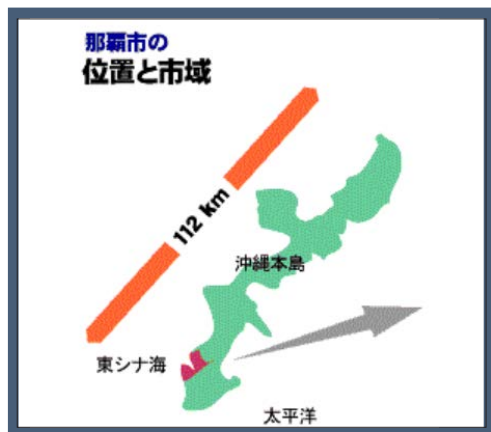 那覇市の
位置と市域
112 km
沖縄本島
東シナ海
太平洋